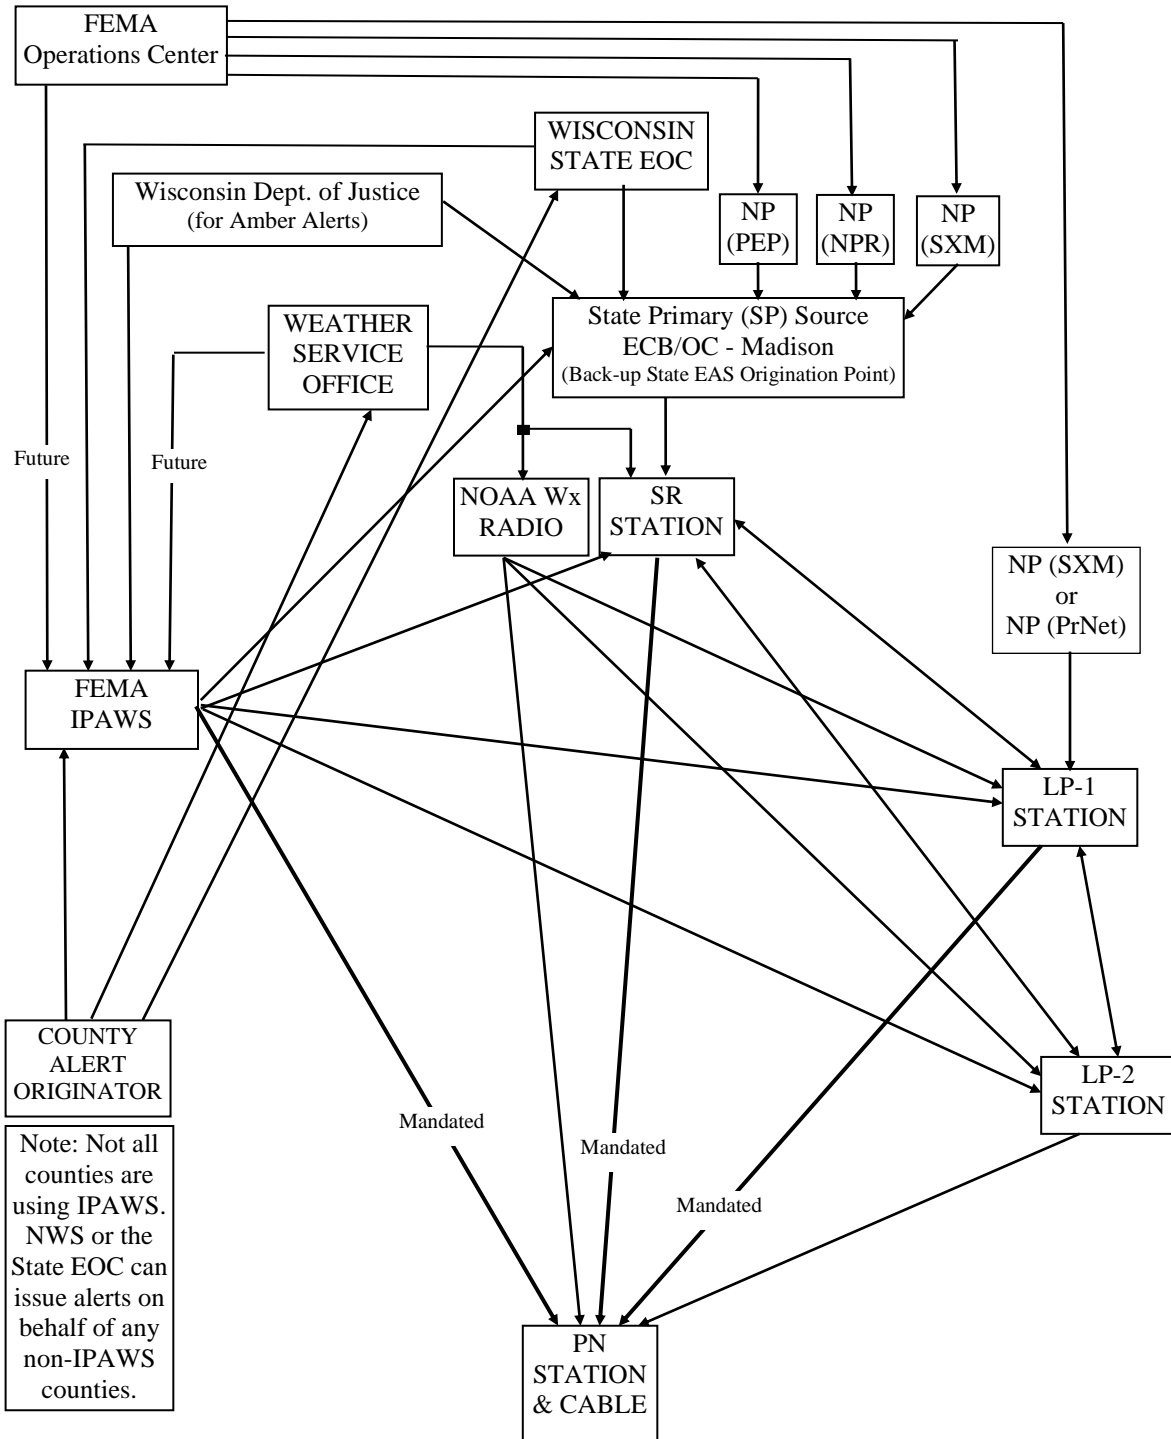 FEMA
Operations Center
WISCONSIN
STATE EOC
Wisconsin Dept. of Justice
(for Amber Alerts)
NP
(PEP)
NP
(NPR)
NP
(SXM)
WEATHER
SERVICE
OFFICE
State Primary (SP) Source
ECB/OC - Madison
(Back-up State EAS Origination Point)
Future
Future
NOAA Wx
RADIO
SR
STATION
NP (SXM)
or
NP (PrNet)
FEMA
IPAWS
LP-1
STATION
COUNTY
ALERT
ORIGINATOR
LP-2
STATION
Mandated
Mandated
Mandated
Note: Not all
counties are
using IPAWS.
NWS or the
State EOC can
issue alerts on
behalf of any
non-IPAWS
counties.
PN
STATION
& CABLE